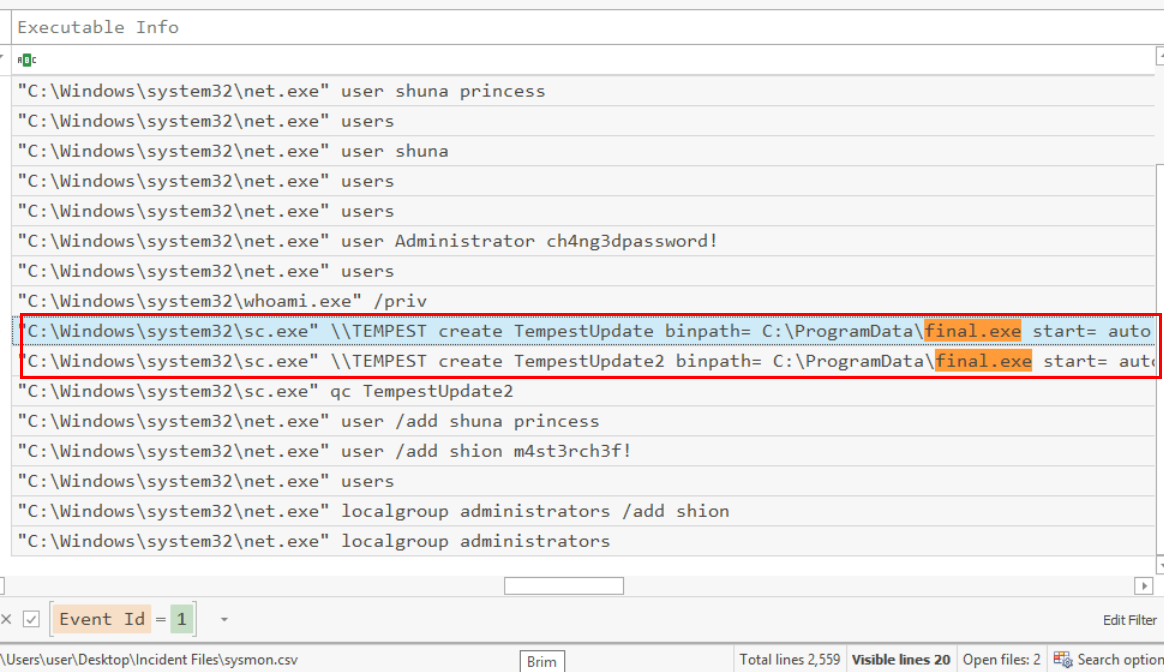 Executable Info
"C:\Windows\system32\net.exe" user shuna princess
"C:\Windows\system32\net.exe" users
"C:\Windows\system32\net.exe" user shuna
"C:\Windows\system32\net.exe" users
"C:\Windows\system32\net.exe" users
"C:\Windows\system32\net.exe" user Administrator ch4ng3dpassword!
"C:\Windows\system32\net.exe" users
"C:\Windows\system32\whoami.exe" /priv
"C:\Windows\system32\sc.exe" \\TEMPEST create TempestUpdate binpath= C:\ProgramData\final.exe start= auto
"C:\Windows\system32\sc.exe" \\TEMPEST create TempestUpdate2 binpath= C:\ProgramData\final.exe start= auto
"C:\Windows\system32\sc.exe" qc TempestUpdate2
"C:\Windows\system32\net.exe" user /add shuna princess
"C:\Windows\system32\net.exe" user /add shion m4st3rch3f!
"C:\Windows\system32\net.exe" users
"C:\Windows\system32\net.exe" localgroup administrators /add shion
"C:\Windows\system32\net.exe" localgroup administrators
Event Id = 1 Edit Filter
\Users\user\Desktop\Incident Files\sysmon.csv Brim Total lines 2,559 Visible lines 20 Open files: 2 Search option